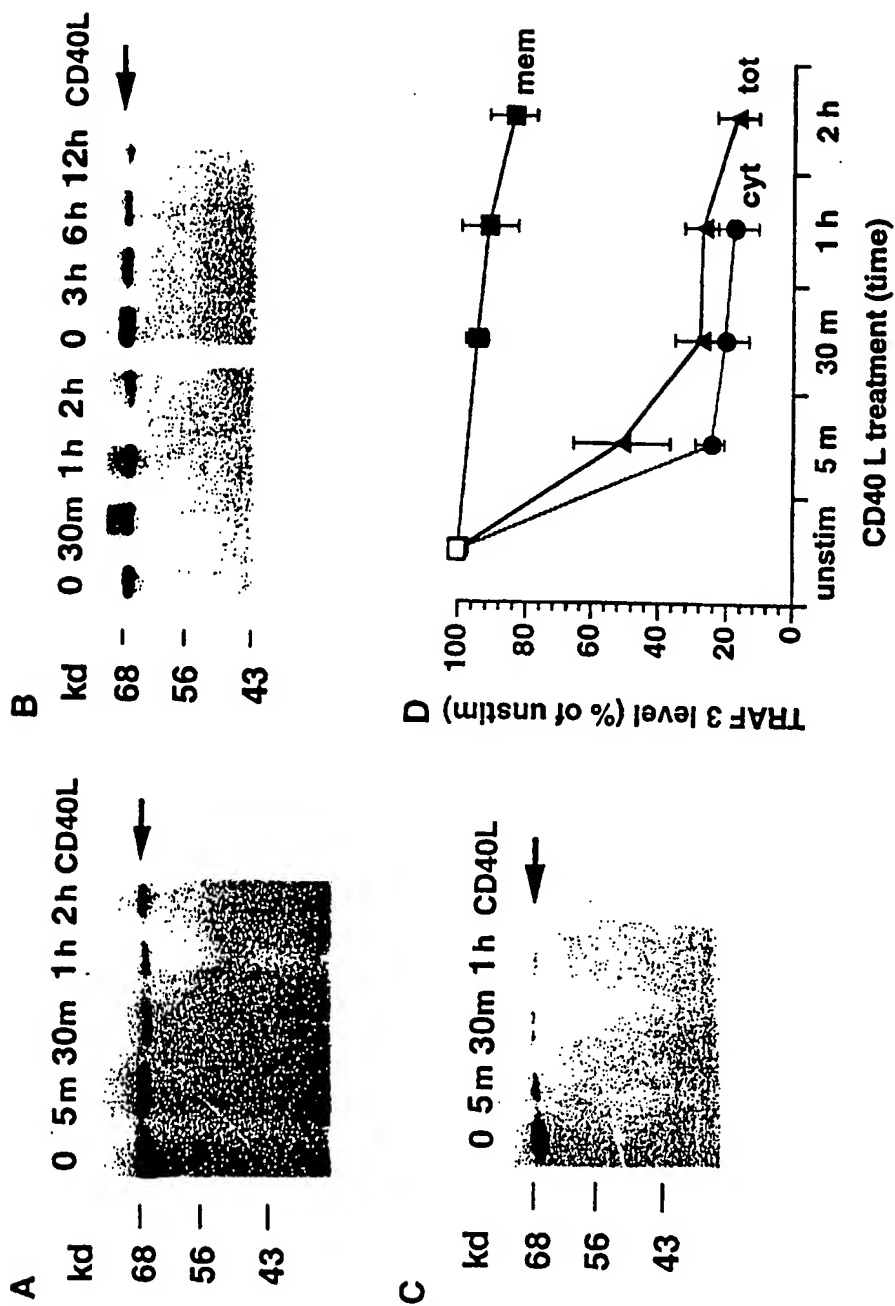 A
kd 0 5m 30m 1h 2h CD40L
68
56
43
B
kd 0 30m 1h 2h 0 3h 6h 12h CD40L
68
56
43
C
kd 0 5m 30m 1h CD40L
68
56
43
D
TRAF 3 level (% of unstim)
100
80
60
40
20
0
mem
cyt
tot
unstim 5 m 30 m 1 h 2 h
CD40 L treatment (time)